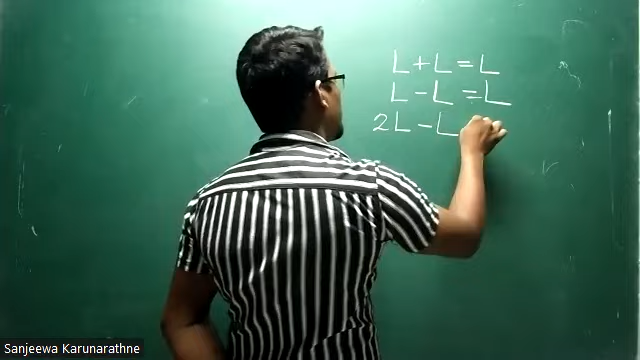 L + L = L
L - L = L
2L - L
Sanjeewa Karunarathne